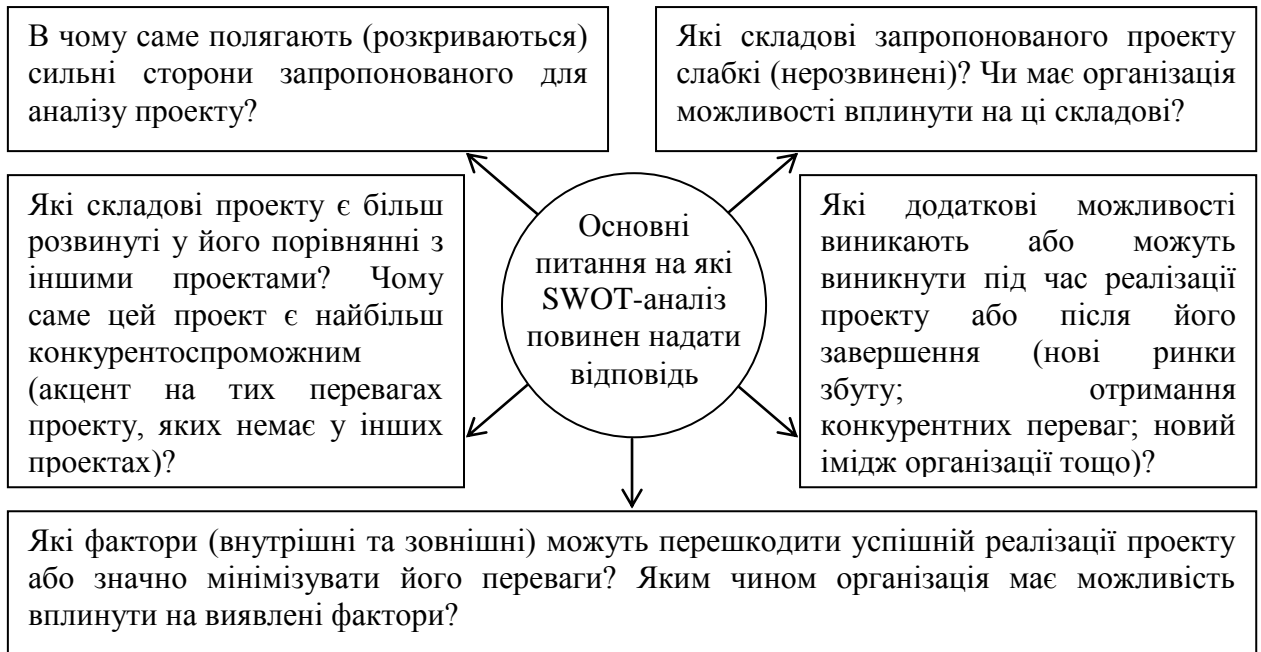 В чому саме полягають (розкриваються)
сильні сторони запропонованого для
аналізу проекту?
Які складові запропонованого проекту
слабкі (нерозвинені)? Чи має організація
можливості вплинути на ці складові?
Які складові проекту є більш
розвинуті у його порівнянні з
іншими проектами? Чому
саме цей проект є найбільш
конкурентоспроможним
(акцент на тих перевагах
проекту, яких немає у інших
проектах)?
Основні
питання на які
SWOT-аналіз
повинен надати
відповідь
Які додаткові можливості
виникають або можуть
виникнути під час реалізації
проекту або після його
завершення (нові ринки
збуту; отримання
конкурентних переваг; новий
імідж організації тощо)?
Які фактори (внутрішні та зовнішні) можуть перешкодити успішній реалізації проекту
або значно мінімізувати його переваги? Яким чином організація має можливість
вплинути на виявлені фактори?